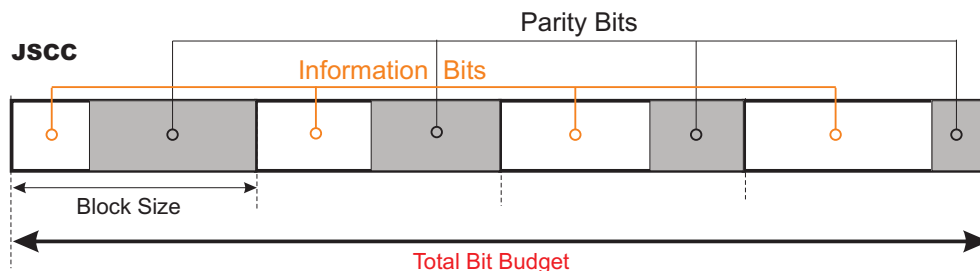 Parity Bits
JSCC
Information Bits
Block Size
Total Bit Budget